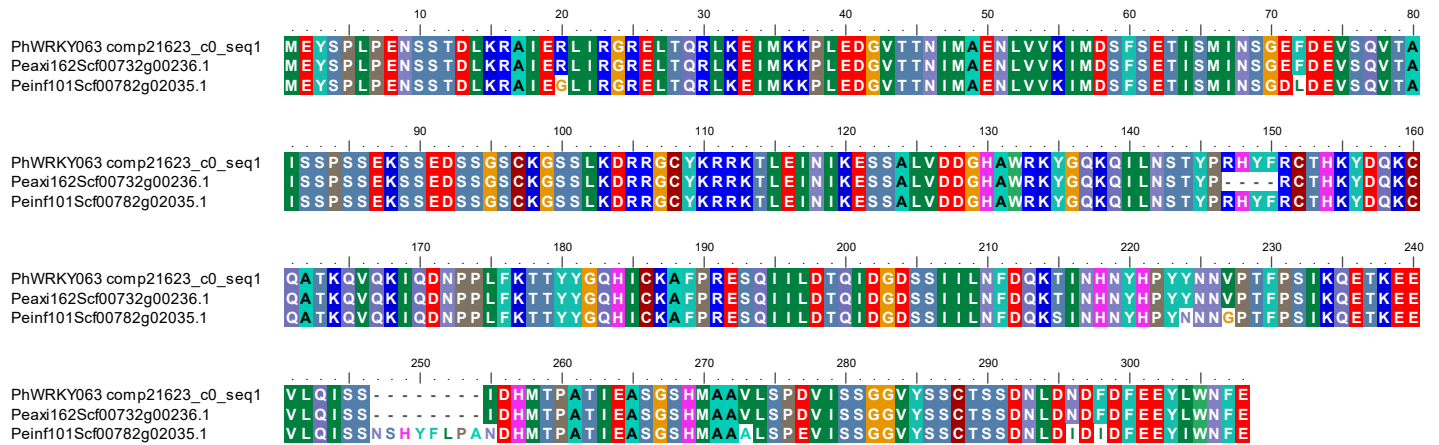 10 20 30 40 50 60 70 80
PhWRKY063 comp21623_c0_seq1 MEYSPLPENSSTDLKRAIERLIRGRELTQRLKEIMKKPLEDGVTTNIMAENLVVKIMDSFSETISMINSGEFDEVSQVTA
Peaxi162Scf00732g00236.1 MEYSPLPENSSTDLKRAIERLIRGRELTQRLKEIMKKPLEDGVTTNIMAENLVVKIMDSFSETISMINSGEFDEVSQVTA
Peinf101Scf00782g02035.1 MEYSPLPENSSTDLKRAIEGLIRGRELTQRLKEIMKKPLEDGVTTNIMAENLVVKIMDSFSETISMINSGDLDEVSQVTA
90 100 110 120 130 140 150 160
PhWRKY063 comp21623_c0_seq1 ISSPSSEKSSEDSSGSCKGSSLKDRRGCYKRRKTLEINIKESSALVDDGHAWRKYGQKQILNSTYPRHYFRCTHKYDQKC
Peaxi162Scf00732g00236.1 ISSPSSEKSSEDSSGSCKGSSLKDRRGCYKRRKTLEINIKESSALVDDGHAWRKYGQKQILNSTYP----RCTHKYDQKC
Peinf101Scf00782g02035.1 ISSPSSEKSSEDSSGSCKGSSLKDRRGCYKRRKTLEINIKESSALVDDGHAWRKYGQKQILNSTYPRHYFRCTHKYDQKC
170 180 190 200 210 220 230 240
PhWRKY063 comp21623_c0_seq1 QATKQVQKIQDNPPLFKTTYYGQHICKAFPRESQIILDTQIDGDSSIILNFDQKTINHNYHPYYNNVPTFPSIKQETKEE
Peaxi162Scf00732g00236.1 QATKQVQKIQDNPPLFKTTYYGQHICKAFPRESQIILDTQIDGDSSIILNFDQKTINHNYHPYYNNVPTFPSIKQETKEE
Peinf101Scf00782g02035.1 QATKQVQKIQDNPPLFKTTYYGQHICKAFPRESQIILDTQIDGDSSIILNFDQKSINHNYHPYNNNGPTFPSIKQETKEE
250 260 270 280 290 300
PhWRKY063 comp21623_c0_seq1 VLQISS--------IDHMTPATIEASGSHMAAVLSPDVISSGGVYSSCTSSDNLDNDFDFEEYLWNFE
Peaxi162Scf00732g00236.1 VLQISS--------IDHMTPATIEASGSHMAAVLSPDVISSGGVYSSCTSSDNLDNDFDFEEYLWNFE
Peinf101Scf00782g02035.1 VLQISSNSHYFLPANDHMTPATIEASGSHMAAALSPEVISSGGVYSSCTSSDNLDIDIDFEEYLWNFE